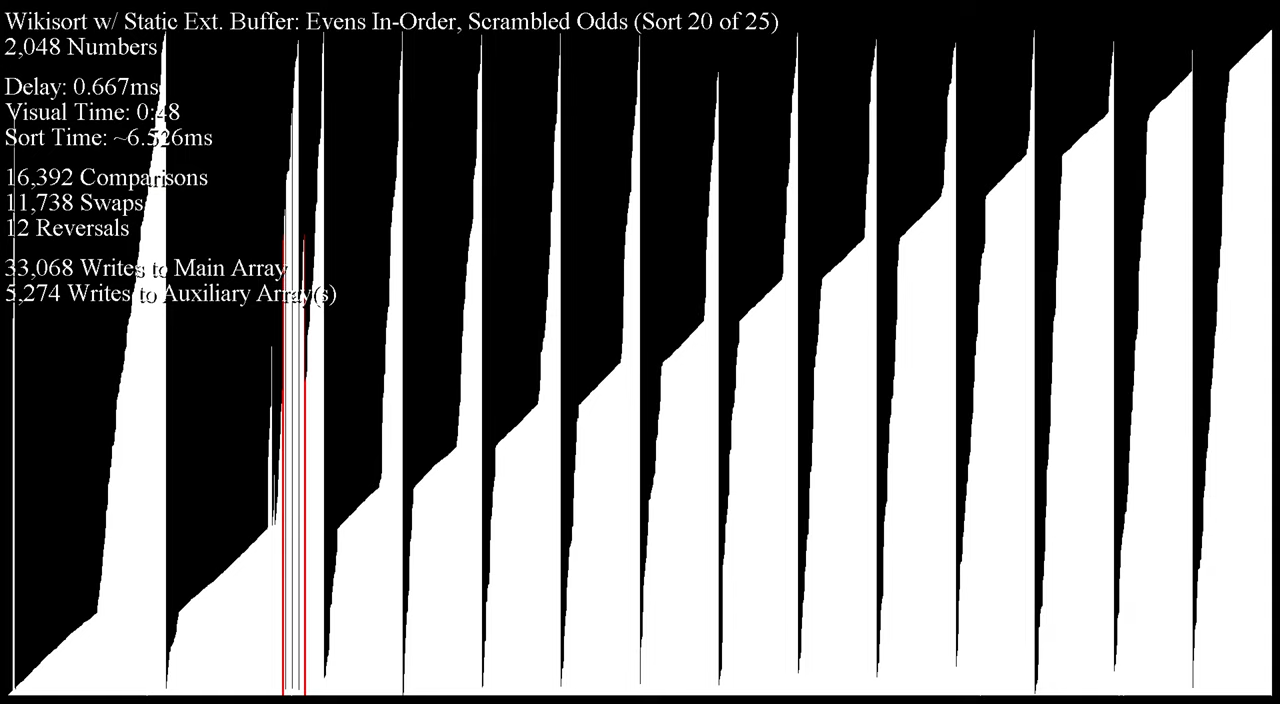 Wikisort w/ Static Ext. Buffer: Evens In-Order, Scrambled Odds (Sort 20 of 25)
2,048 Numbers
Delay: 0.667ms
Visual Time: 0:48
Sort Time: ~6.526ms
16,392 Comparisons
11,738 Swaps
12 Reversals
33,068 Writes to Main Array
5,274 Writes to Auxiliary Array(s)